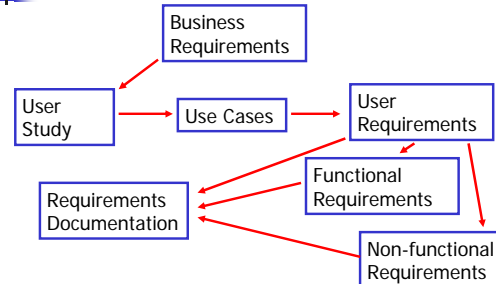 Business
Requirements
User
Study
Use Cases
User
Requirements
Functional
Requirements
Requirements
Documentation
Non-functional
Requirements